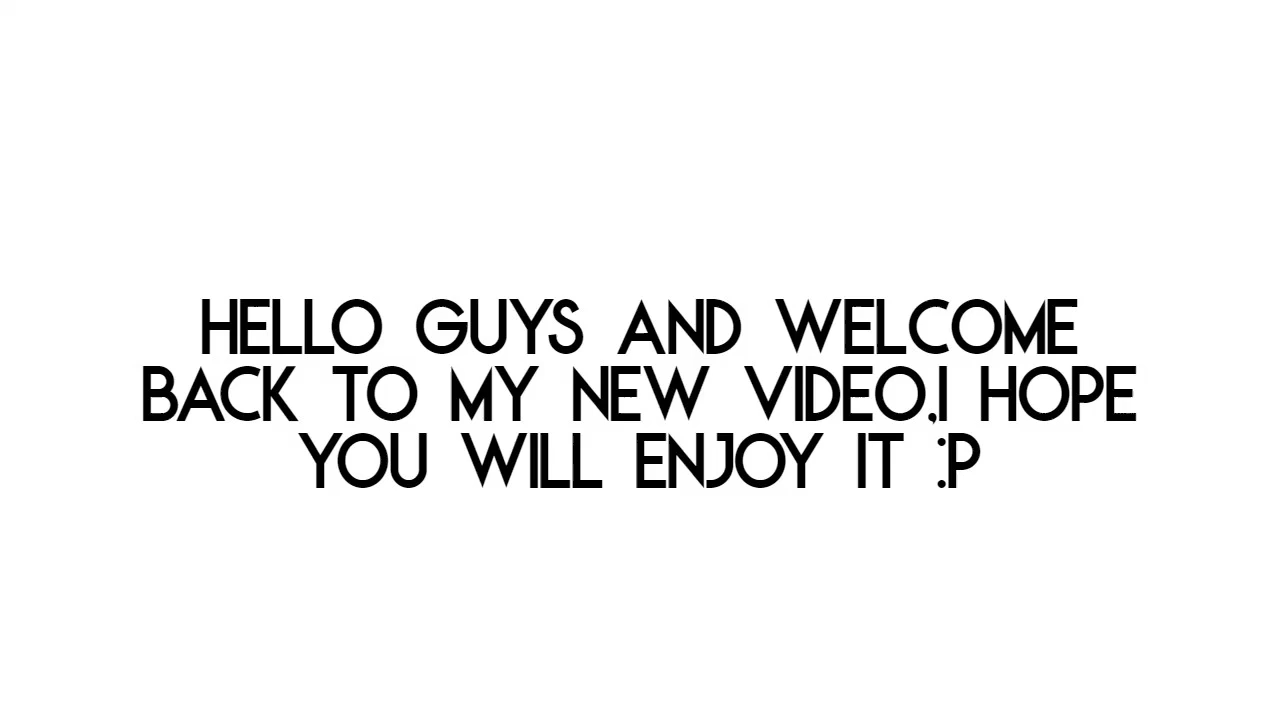 HELLO GUYS AND WELCOME
BACK TO MY NEW VIDEO,I HOPE
YOU WILL ENJOY IT :P